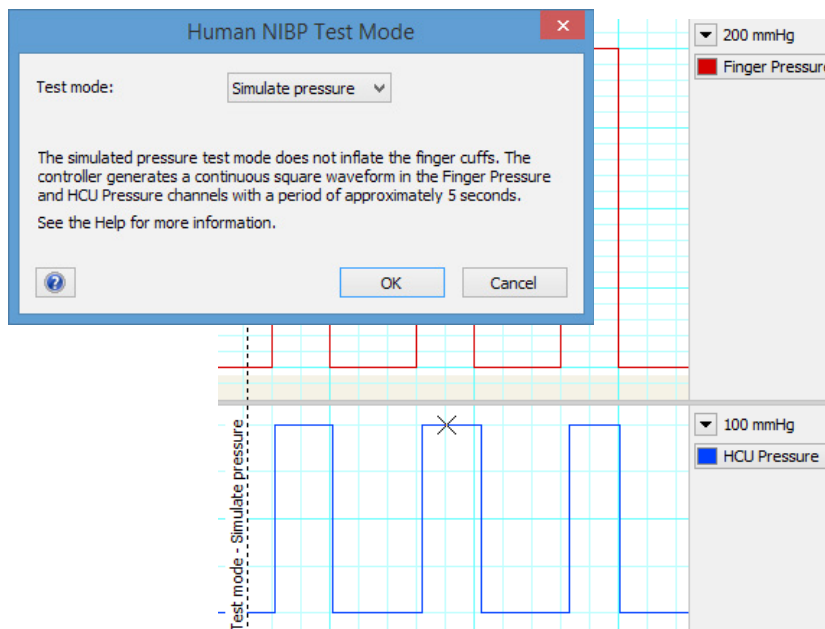 Human NIBP Test Mode
Test mode:
Simulate pressure
The simulated pressure test mode does not inflate the finger cuffs. The
controller generates a continuous square waveform in the Finger Pressure
and HCU Pressure channels with a period of approximately 5 seconds.
See the Help for more information.
OK
Cancel
200 mmHg
Finger Pressure
Test mode - Simulate pressure
100 mmHg
HCU Pressure